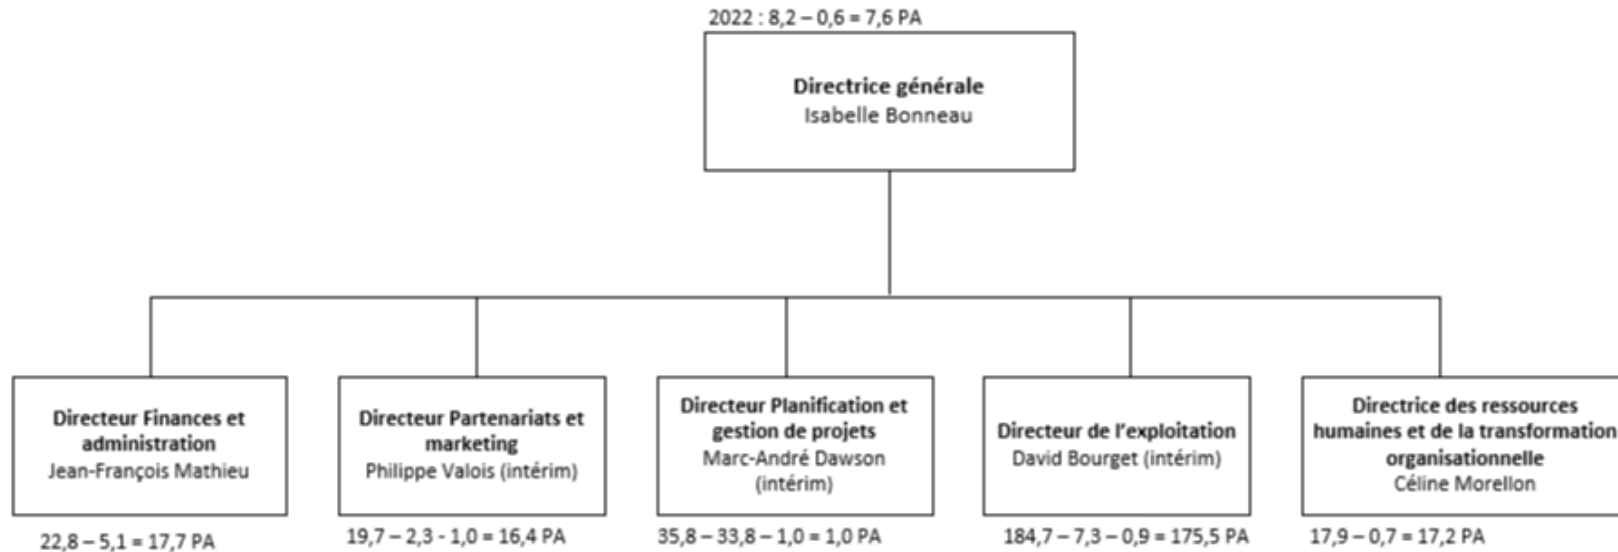 2022 : 8,2 – 0,6 = 7,6 PA
Directrice générale
Isabelle Bonneau
Directeur Finances et
administration
Jean-François Mathieu
22,8 – 5,1 = 17,7 PA
Directeur Partenariats et
marketing
Philippe Valois (intérim)
19,7 – 2,3 - 1,0 = 16,4 PA
Directeur Planification et
gestion de projets
Marc-André Dawson
(intérim)
35,8 – 33,8 – 1,0 = 1,0 PA
Directeur de l'exploitation
David Bourget (intérim)
184,7 – 7,3 – 0,9 = 175,5 PA
Directrice des ressources
humaines et de la transformation
organisationnelle
Céline Morellon
17,9 – 0,7 = 17,2 PA